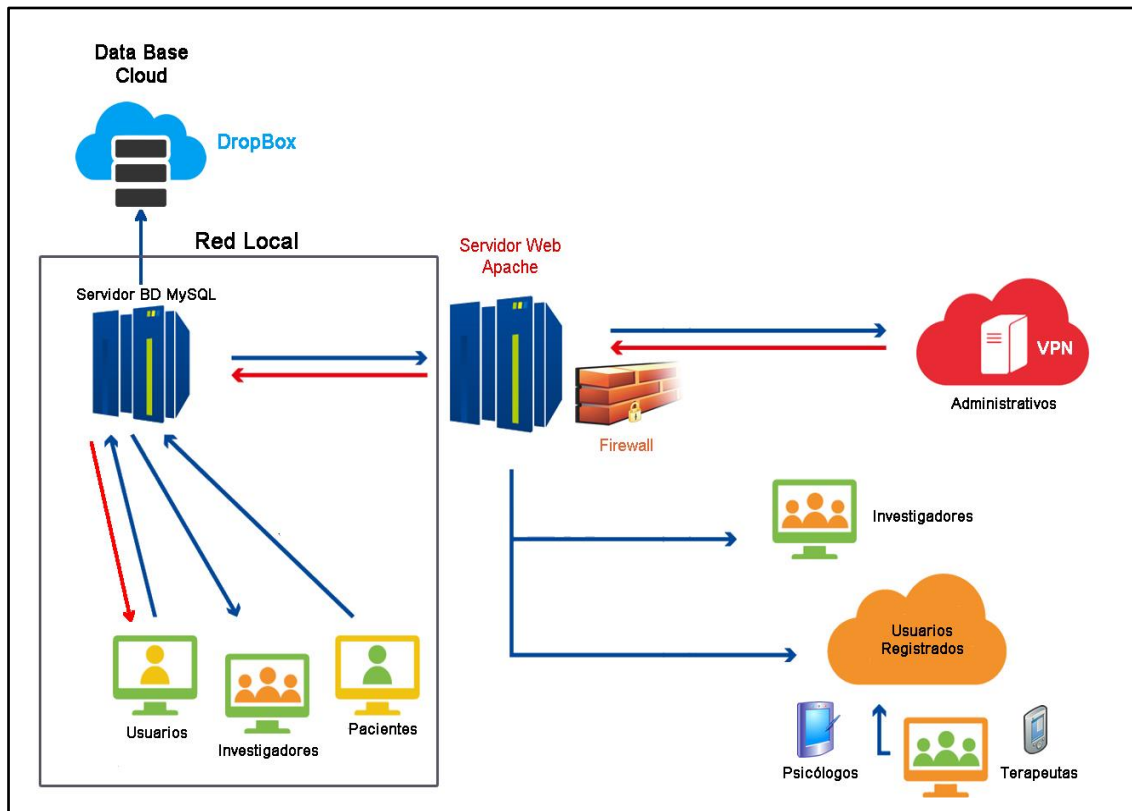 Data Base
Cloud
DropBox
Red Local
Servidor Web
Apache
Servidor BD MySQL
VPN
Administrativos
Firewall
Investigadores
Usuarios
Registrados
Usuarios
Investigadores
Pacientes
Psicólogos
Terapeutas